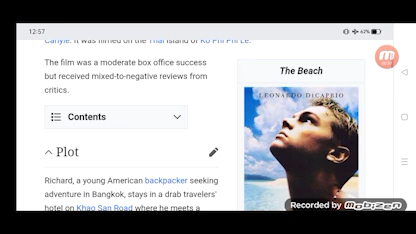 12:57
62%
Carlyle. It was filmed on the Thai island of Ko Phi Phi Le.
The film was a moderate box office success
but received mixed-to-negative reviews from
critics.
Contents
Plot
Richard, a young American backpacker seeking
adventure in Bangkok, stays in a drab travelers'
hotel on Khao San Road where he meets a
The Beach
LEONARDO DiCAPRIO
Recorded by mobizen